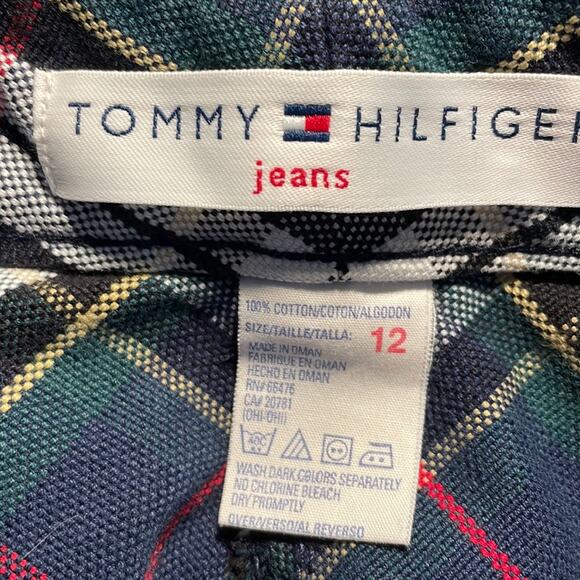 TOMMY HILFIGER
jeans
100% COTTON/COTON/ALGODON
SIZE/TAILLE/TALLA: 12
MADE IN OMAN
FABRIQUE EN OMAN
HECHO EN OMAN
RN# 66476
CA# 20781
(OHI-OHI)
40C
WASH DARK COLORS SEPARATELY
NO CHLORINE BLEACH
DRY PROMPTLY
OVER/VERSO/AL REVERSO